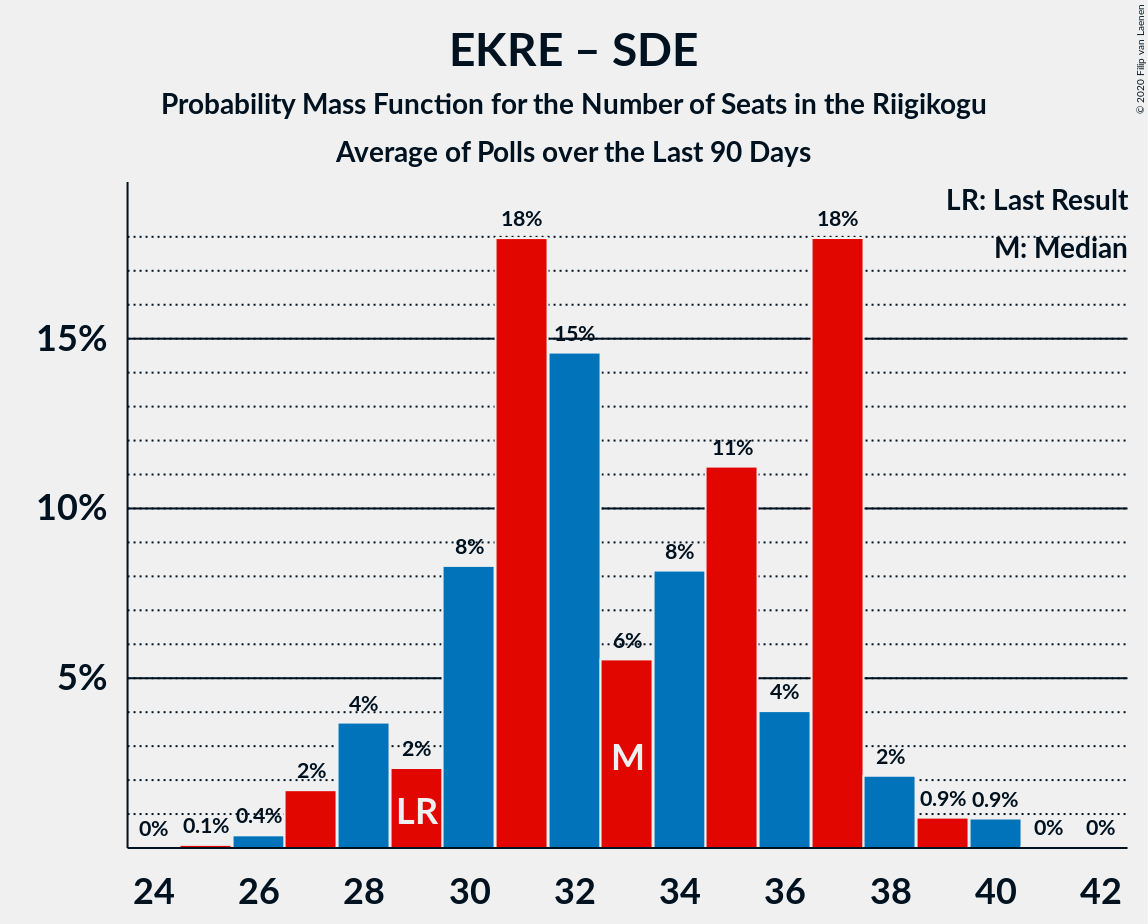 EKRE – SDE
Probability Mass Function for the Number of Seats in the Riigikogu
Average of Polls over the Last 90 Days
© 2020 Filip van Laenen
LR: Last Result
M: Median
15%
10%
5%
0%
0.1%
0.4%
2%
4%
2%
8%
18%
15%
6%
8%
11%
4%
18%
2%
0.9%
0.9%
0%
0%
LR
M
24 26 28 30 32 34 36 38 40 42